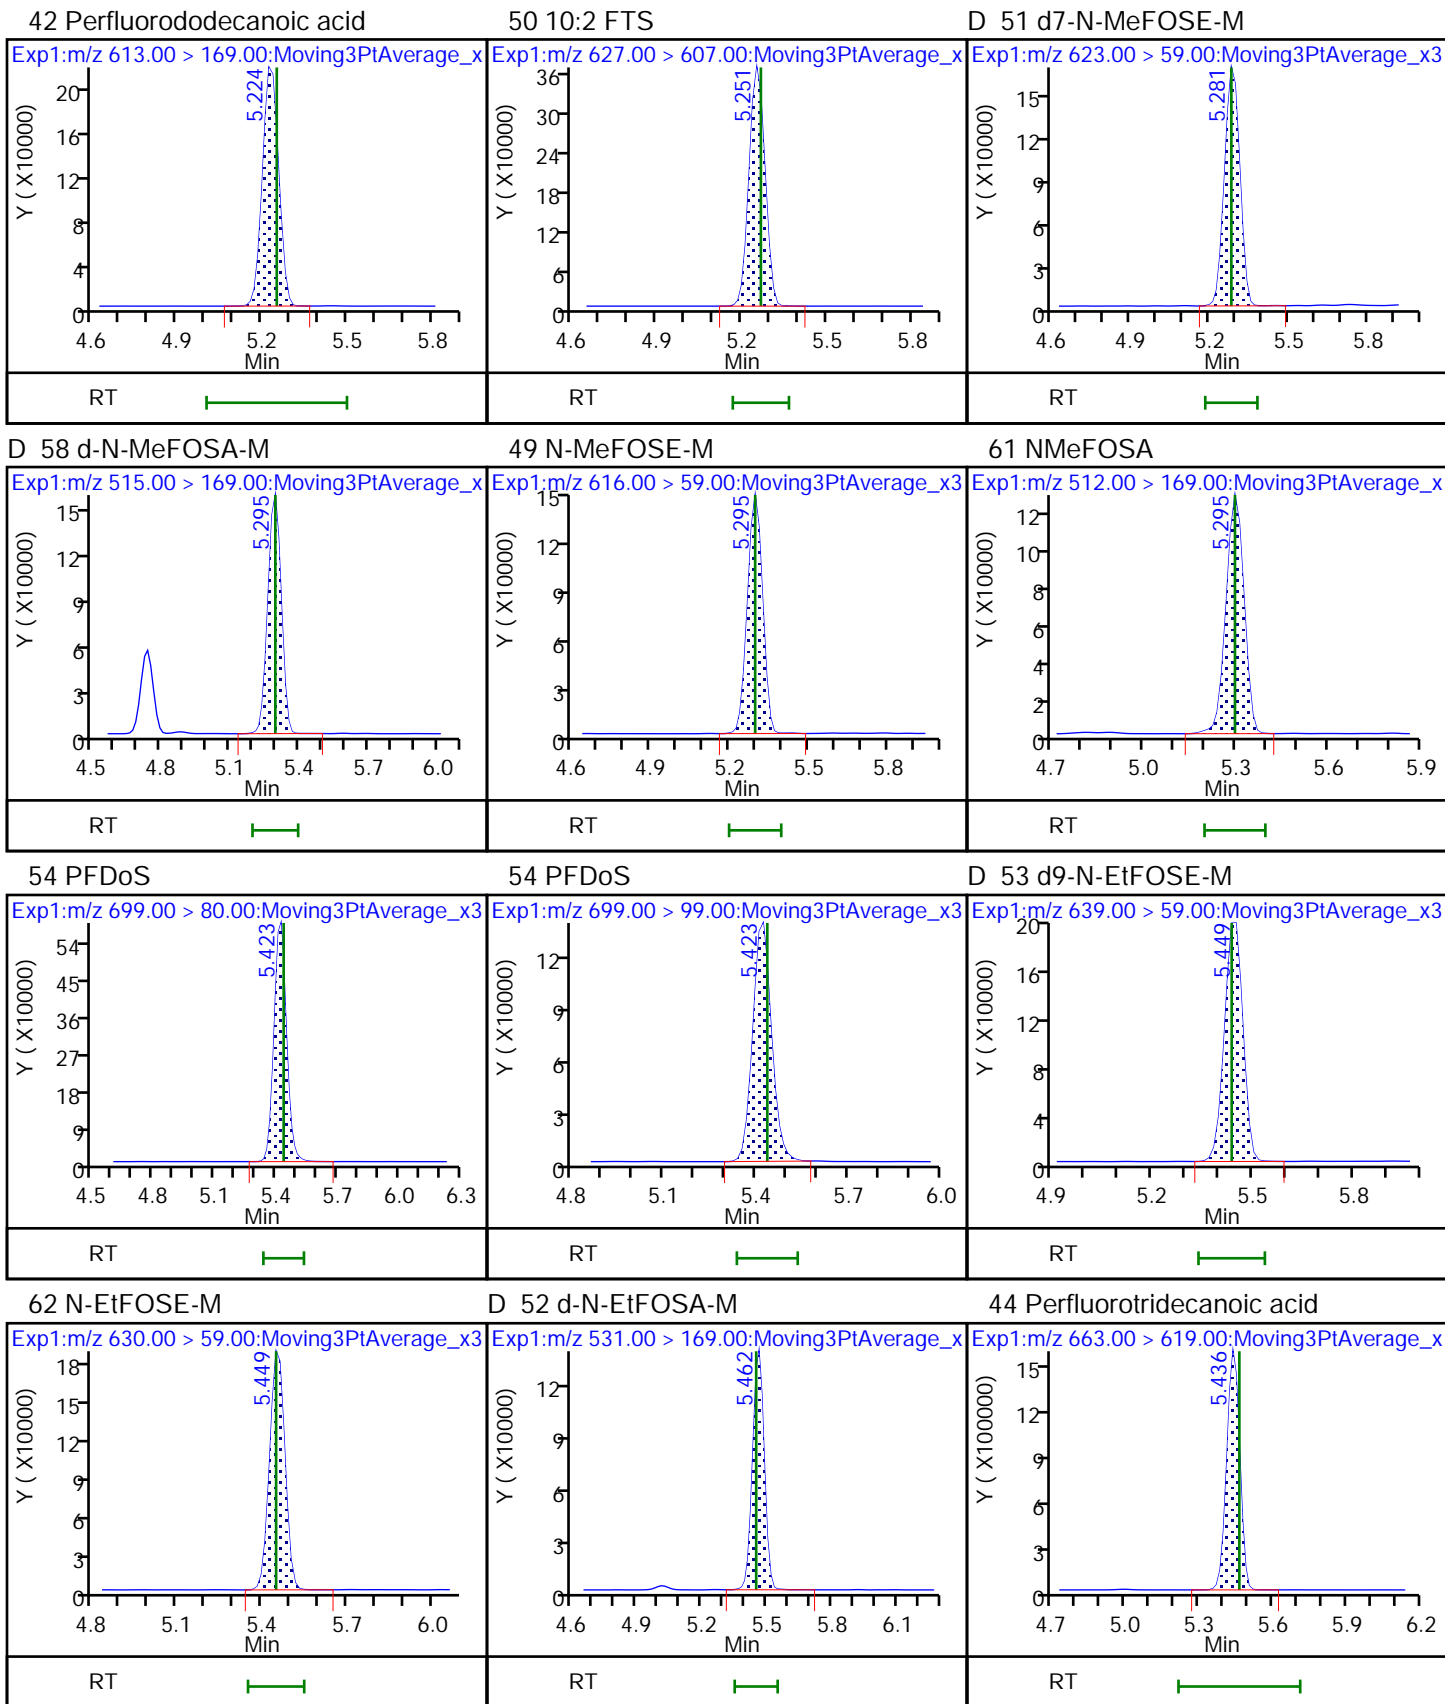 42 Perfluorododecanoic acid
Exp1:m/z 613.00 > 169.00:Moving3PtAverage_x
5.224
Y ( X10000)
20
16
12
8
4
0
4.6 4.9 5.2 5.5 5.8
Min
RT
50 10:2 FTS
Exp1:m/z 627.00 > 607.00:Moving3PtAverage_x
5.251
Y ( X10000)
36
30
24
18
12
6
0
4.6 4.9 5.2 5.5 5.8
Min
RT
D 51 d7-N-MeFOSE-M
Exp1:m/z 623.00 > 59.00:Moving3PtAverage_x3
5.281
Y ( X10000)
15
12
9
6
3
0
4.6 4.9 5.2 5.5 5.8
Min
RT
D 58 d-N-MeFOSA-M
Exp1:m/z 515.00 > 169.00:Moving3PtAverage_x
5.295
Y ( X10000)
15
12
9
6
3
0
4.5 4.8 5.1 5.4 5.7 6.0
Min
RT
49 N-MeFOSE-M
Exp1:m/z 616.00 > 59.00:Moving3PtAverage_x3
5.295
Y ( X10000)
15
12
9
6
3
0
4.6 4.9 5.2 5.5 5.8
Min
RT
61 NMeFOSA
Exp1:m/z 512.00 > 169.00:Moving3PtAverage_x
5.295
Y ( X10000)
12
10
8
6
4
2
0
4.7 5.0 5.3 5.6 5.9
Min
RT
54 PFDoS
Exp1:m/z 699.00 > 80.00:Moving3PtAverage_x3
5.423
Y ( X10000)
54
45
36
27
18
9
0
4.5 4.8 5.1 5.4 5.7 6.0 6.3
Min
RT
54 PFDoS
Exp1:m/z 699.00 > 99.00:Moving3PtAverage_x3
5.423
Y ( X10000)
12
9
6
3
0
4.8 5.1 5.4 5.7 6.0
Min
RT
D 53 d9-N-EtFOSE-M
Exp1:m/z 639.00 > 59.00:Moving3PtAverage_x3
5.449
Y ( X10000)
20
16
12
8
4
0
4.9 5.2 5.5 5.8
Min
RT
62 N-EtFOSE-M
Exp1:m/z 630.00 > 59.00:Moving3PtAverage_x3
5.449
Y ( X10000)
18
15
12
9
6
3
0
4.8 5.1 5.4 5.7 6.0
Min
RT
D 52 d-N-EtFOSA-M
Exp1:m/z 531.00 > 169.00:Moving3PtAverage_x
5.462
Y ( X10000)
12
9
6
3
0
4.6 4.9 5.2 5.5 5.8 6.1
Min
RT
44 Perfluorotridecanoic acid
Exp1:m/z 663.00 > 619.00:Moving3PtAverage_x
5.436
Y ( X100000)
15
12
9
6
3
0
4.7 5.0 5.3 5.6 5.9 6.2
Min
RT